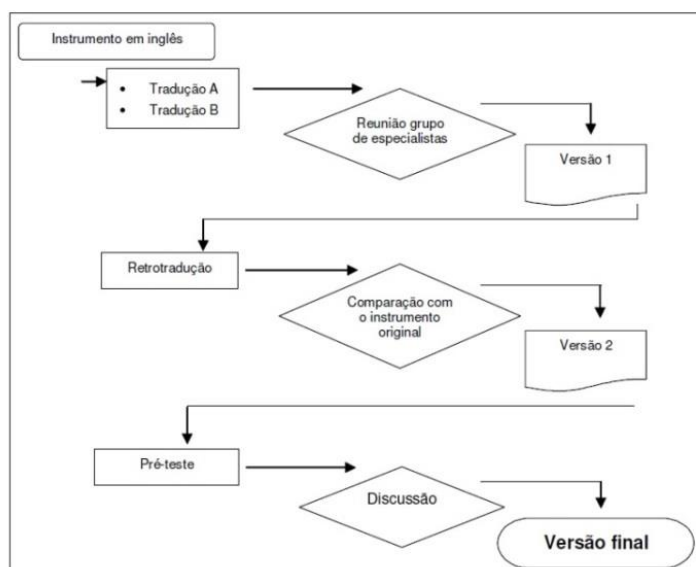 Instrumento em inglês
• Tradução A
• Tradução B
Reunião grupo
de especialistas
Versão 1
Retrotradução
Comparação com
o instrumento
original
Versão 2
Pré-teste
Discussão
Versão final